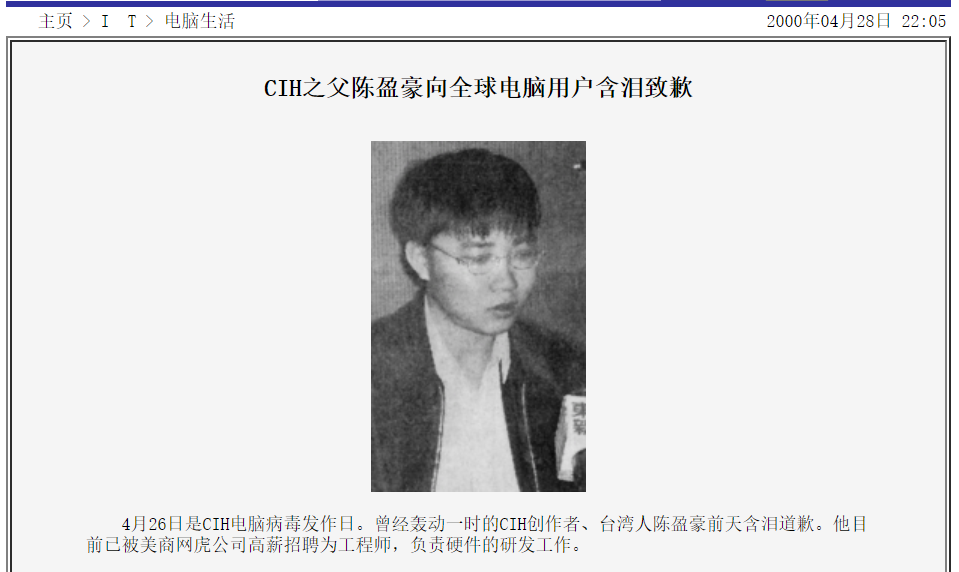 主页 > I T > 电脑生活 2000年04月28日 22:05
CIH之父陈盈豪向全球电脑用户含泪致歉
4月26日是CIH电脑病毒发作日。曾经轰动一时的CIH创作者、台湾人陈盈豪前天含泪道歉。他目
前已被美商网虎公司高薪招聘为工程师，负责硬件的研发工作。